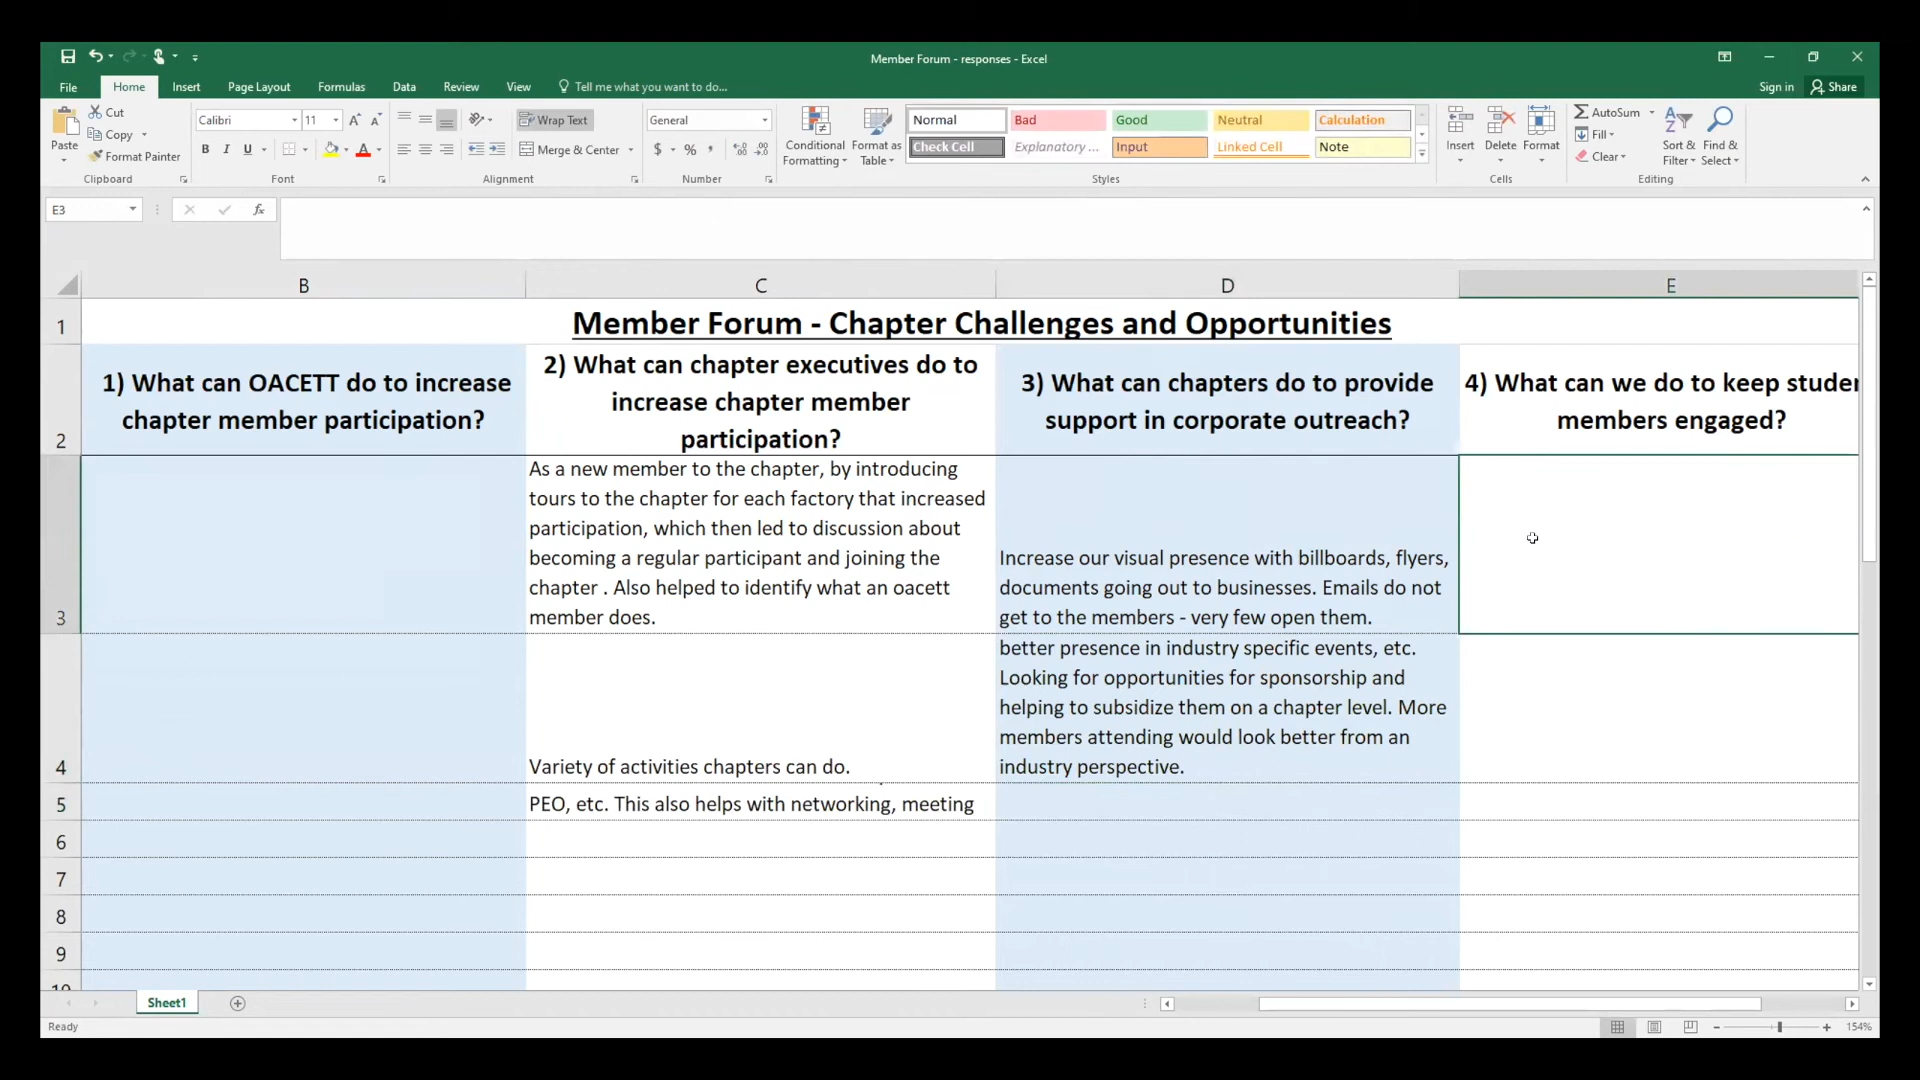 Member Forum - responses - Excel
File Home Insert Page Layout Formulas Data Review View Tell me what you want to do... Sign in Share
Cut
Copy
Format Painter
Paste
Calibri 11
B I U
Wrap Text
Merge & Center
General
$ % ,
Conditional Formatting
Format as Table
Normal Bad Good Neutral Calculation
Check Cell Explanatory ... Input Linked Cell Note
Insert Delete Format
AutoSum
Fill
Clear
Sort & Filter
Find & Select
Clipboard Font Alignment Number Styles Cells Editing
E3 fx
B C D E
1 Member Forum - Chapter Challenges and Opportunities
2
1) What can OACETT do to increase
chapter member participation?
2) What can chapter executives do to
increase chapter member
participation?
3) What can chapters do to provide
support in corporate outreach?
4) What can we do to keep studen
members engaged?
3
As a new member to the chapter, by introducing
tours to the chapter for each factory that increased
participation, which then led to discussion about
becoming a regular participant and joining the
chapter . Also helped to identify what an oacett
member does.
Increase our visual presence with billboards, flyers,
documents going out to businesses. Emails do not
get to the members - very few open them.
4
Variety of activities chapters can do.
better presence in industry specific events, etc.
Looking for opportunities for sponsorship and
helping to subsidize them on a chapter level. More
members attending would look better from an
industry perspective.
5
PEO, etc. This also helps with networking, meeting
6
7
8
9
10
Sheet1
Ready
154%